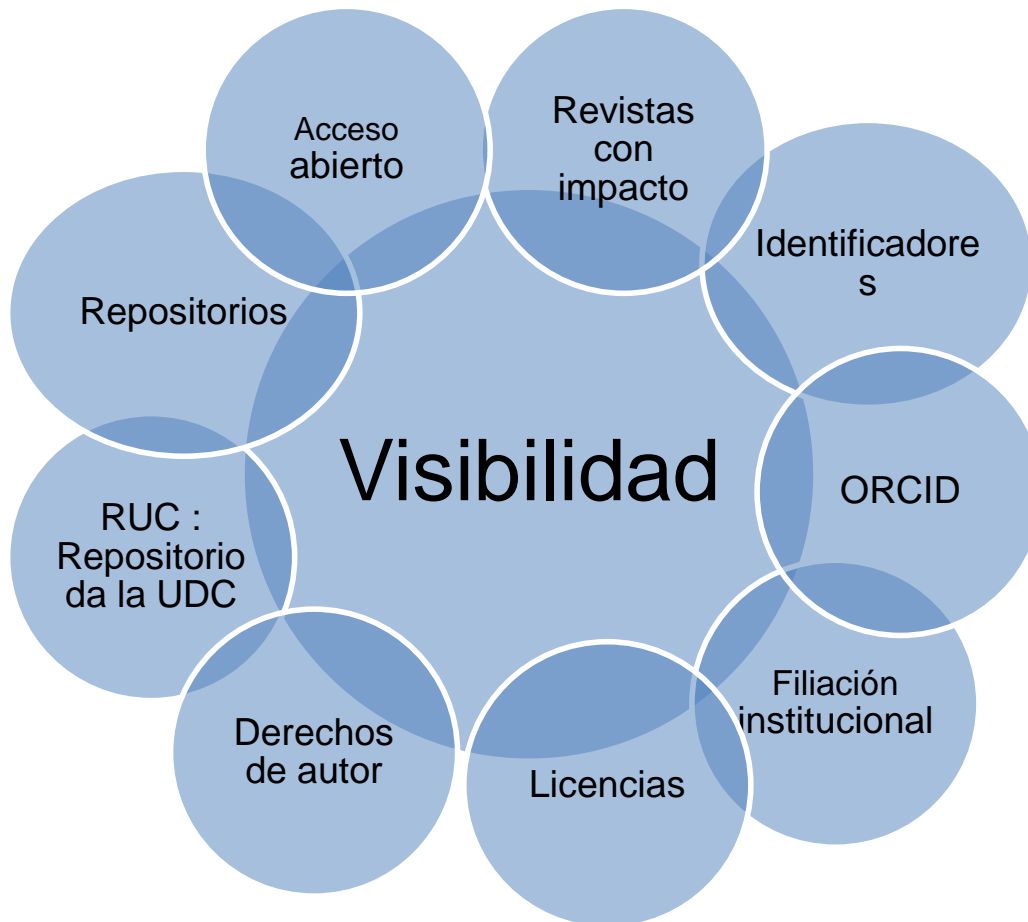 Acceso
abierto
Revistas
con
impacto
Identificadore
s
ORCID
Filiación
institucional
Licencias
Derechos
de autor
RUC :
Repositorio
da la UDC
Repositorios
Visibilidad